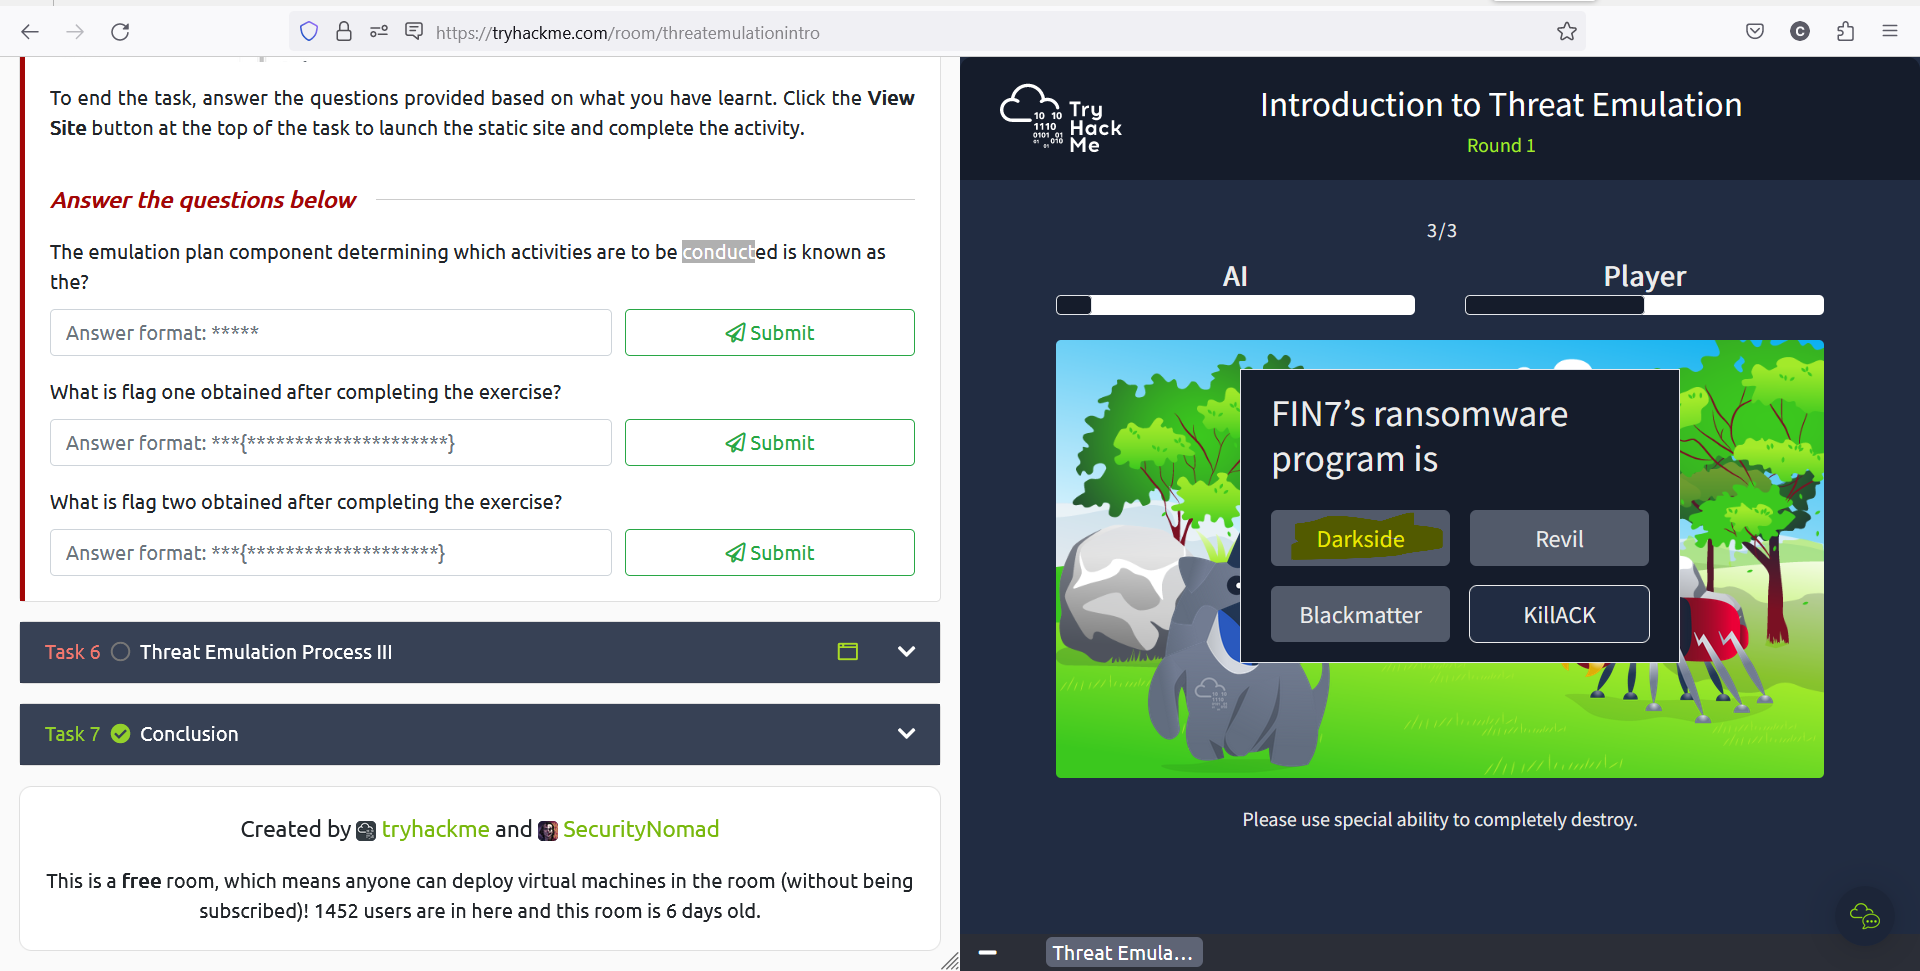 https://tryhackme.com/room/threatemulationintro
C
To end the task, answer the questions provided based on what you have learnt. Click the View
Site button at the top of the task to launch the static site and complete the activity.
Answer the questions below
The emulation plan component determining which activities are to be conducted is known as
the?
Answer format: *****
Submit
What is flag one obtained after completing the exercise?
Answer format: ***{*********************}
Submit
What is flag two obtained after completing the exercise?
Answer format: ***{********************}
Submit
Task 6 Threat Emulation Process III
Task 7 Conclusion
Created by tryhackme and SecurityNomad
This is a free room, which means anyone can deploy virtual machines in the room (without being
subscribed)! 1452 users are in here and this room is 6 days old.
Try
Hack
Me
10 10
1110
0101 01
01 010
01
Introduction to Threat Emulation
Round 1
3/3
AI
Player
FIN7’s ransomware
program is
Darkside
Revil
Blackmatter
KillACK
Please use special ability to completely destroy.
Threat Emula...